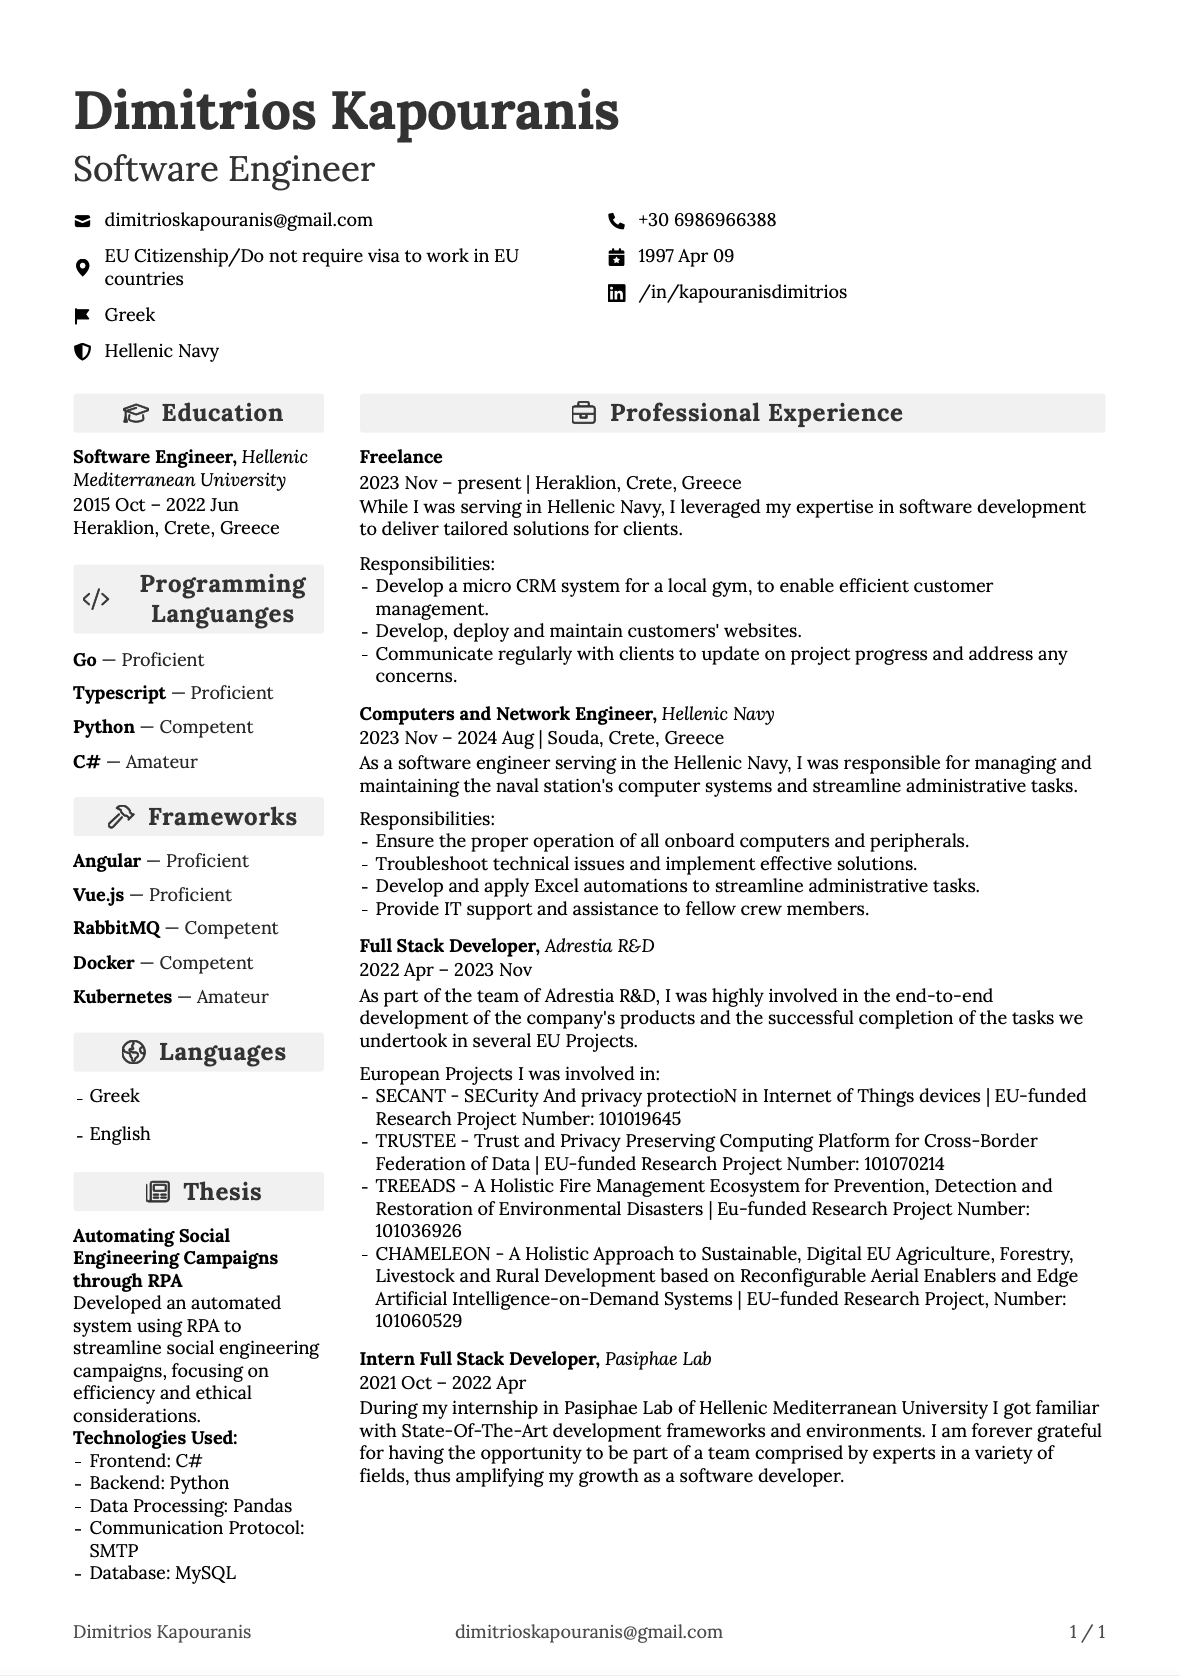 Dimitrios Kapouranis
Software Engineer
dimitrioskapouranis@gmail.com
EU Citizenship/Do not require visa to work in EU
countries
Greek
Hellenic Navy
+30 6986966388
1997 Apr 09
/in/kapouranisdimitrios
Education
Software Engineer, Hellenic
Mediterranean University
2015 Oct – 2022 Jun
Heraklion, Crete, Greece
Programming
Languanges
Go — Proficient
Typescript — Proficient
Python — Competent
C# — Amateur
Frameworks
Angular — Proficient
Vue.js — Proficient
RabbitMQ — Competent
Docker — Competent
Kubernetes — Amateur
Languages
- Greek
- English
Thesis
Automating Social
Engineering Campaigns
through RPA
Developed an automated
system using RPA to
streamline social engineering
campaigns, focusing on
efficiency and ethical
considerations.
Technologies Used:
- Frontend: C#
- Backend: Python
- Data Processing: Pandas
- Communication Protocol:
SMTP
- Database: MySQL
Professional Experience
Freelance
2023 Nov – present | Heraklion, Crete, Greece
While I was serving in Hellenic Navy, I leveraged my expertise in software development
to deliver tailored solutions for clients.
Responsibilities:
- Develop a micro CRM system for a local gym, to enable efficient customer
management.
- Develop, deploy and maintain customers' websites.
- Communicate regularly with clients to update on project progress and address any
concerns.
Computers and Network Engineer, Hellenic Navy
2023 Nov – 2024 Aug | Souda, Crete, Greece
As a software engineer serving in the Hellenic Navy, I was responsible for managing and
maintaining the naval station's computer systems and streamline administrative tasks.
Responsibilities:
- Ensure the proper operation of all onboard computers and peripherals.
- Troubleshoot technical issues and implement effective solutions.
- Develop and apply Excel automations to streamline administrative tasks.
- Provide IT support and assistance to fellow crew members.
Full Stack Developer, Adrestia R&D
2022 Apr – 2023 Nov
As part of the team of Adrestia R&D, I was highly involved in the end-to-end
development of the company's products and the successful completion of the tasks we
undertook in several EU Projects.
European Projects I was involved in:
- SECANT - SECurity And privacy protectioN in Internet of Things devices | EU-funded
Research Project Number: 101019645
- TRUSTEE - Trust and Privacy Preserving Computing Platform for Cross-Border
Federation of Data | EU-funded Research Project Number: 101070214
- TREEADS - A Holistic Fire Management Ecosystem for Prevention, Detection and
Restoration of Environmental Disasters | Eu-funded Research Project Number:
101036926
- CHAMELEON - A Holistic Approach to Sustainable, Digital EU Agriculture, Forestry,
Livestock and Rural Development based on Reconfigurable Aerial Enablers and Edge
Artificial Intelligence-on-Demand Systems | EU-funded Research Project, Number:
101060529
Intern Full Stack Developer, Pasiphae Lab
2021 Oct – 2022 Apr
During my internship in Pasiphae Lab of Hellenic Mediterranean University I got familiar
with State-Of-The-Art development frameworks and environments. I am forever grateful
for having the opportunity to be part of a team comprised by experts in a variety of
fields, thus amplifying my growth as a software developer.
Dimitrios Kapouranis
dimitrioskapouranis@gmail.com
1 / 1